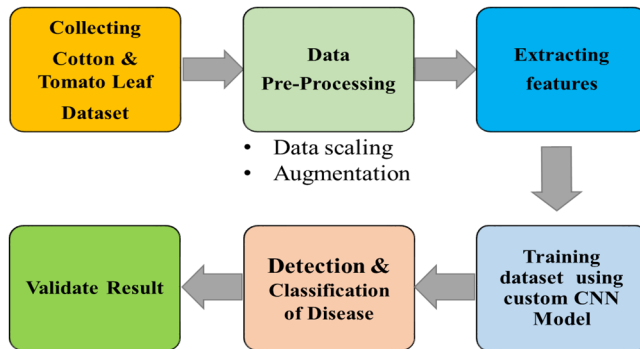 Collecting
Cotton &
Tomato Leaf
Dataset
Data
Pre-Processing
• Data scaling
• Augmentation
Extracting
features
Training
dataset using
custom CNN
Model
Detection &
Classification
of Disease
Validate Result